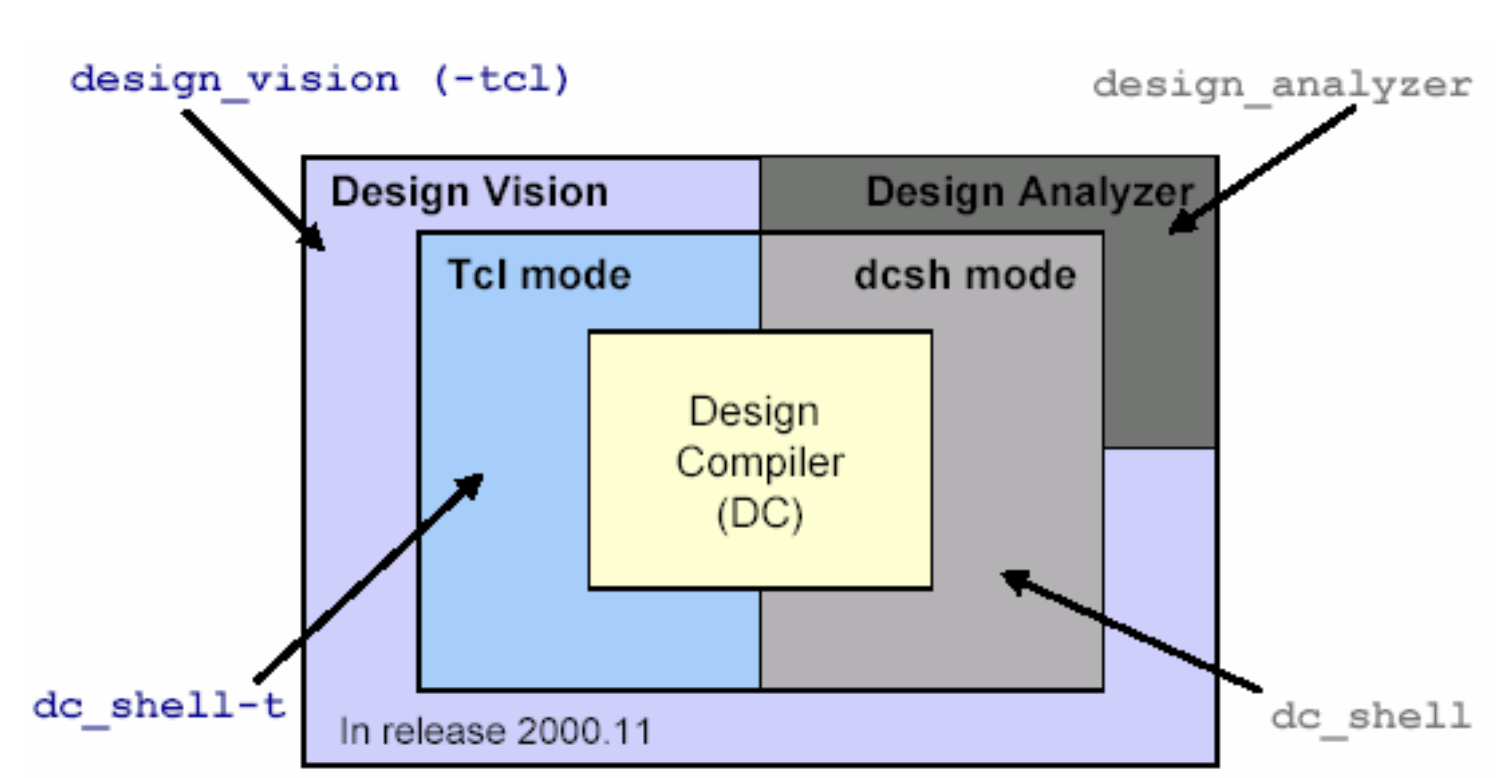 design_vision (-tcl)
design_analyzer
Design Vision
Design Analyzer
Tcl mode
dcsh mode
Design
Compiler
(DC)
dc_shell-t
dc_shell
In release 2000.11